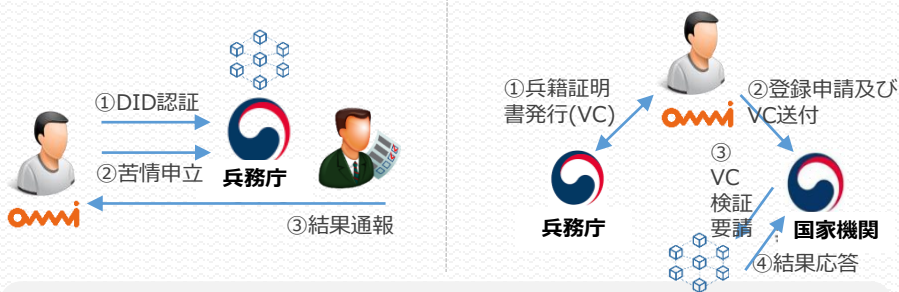 ①DID認証
②苦情申立
兵務庁
omni
③結果通報
①兵籍証明
書発行(VC)
omni
②登録申請及び
VC送付
兵務庁
③
VC
検証
要請
;
国家機関
④結果応答